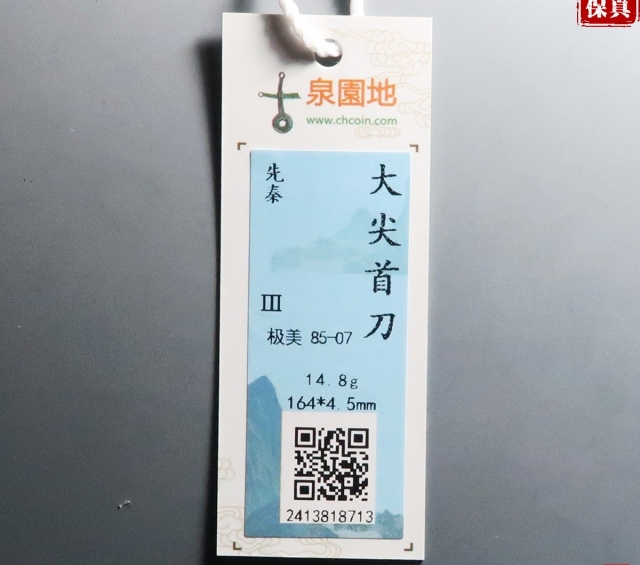 保真
泉園地
www.chcoin.com
大尖首刀
先秦
III
极美 85-07
14.8g
164*4.5mm
2413818713